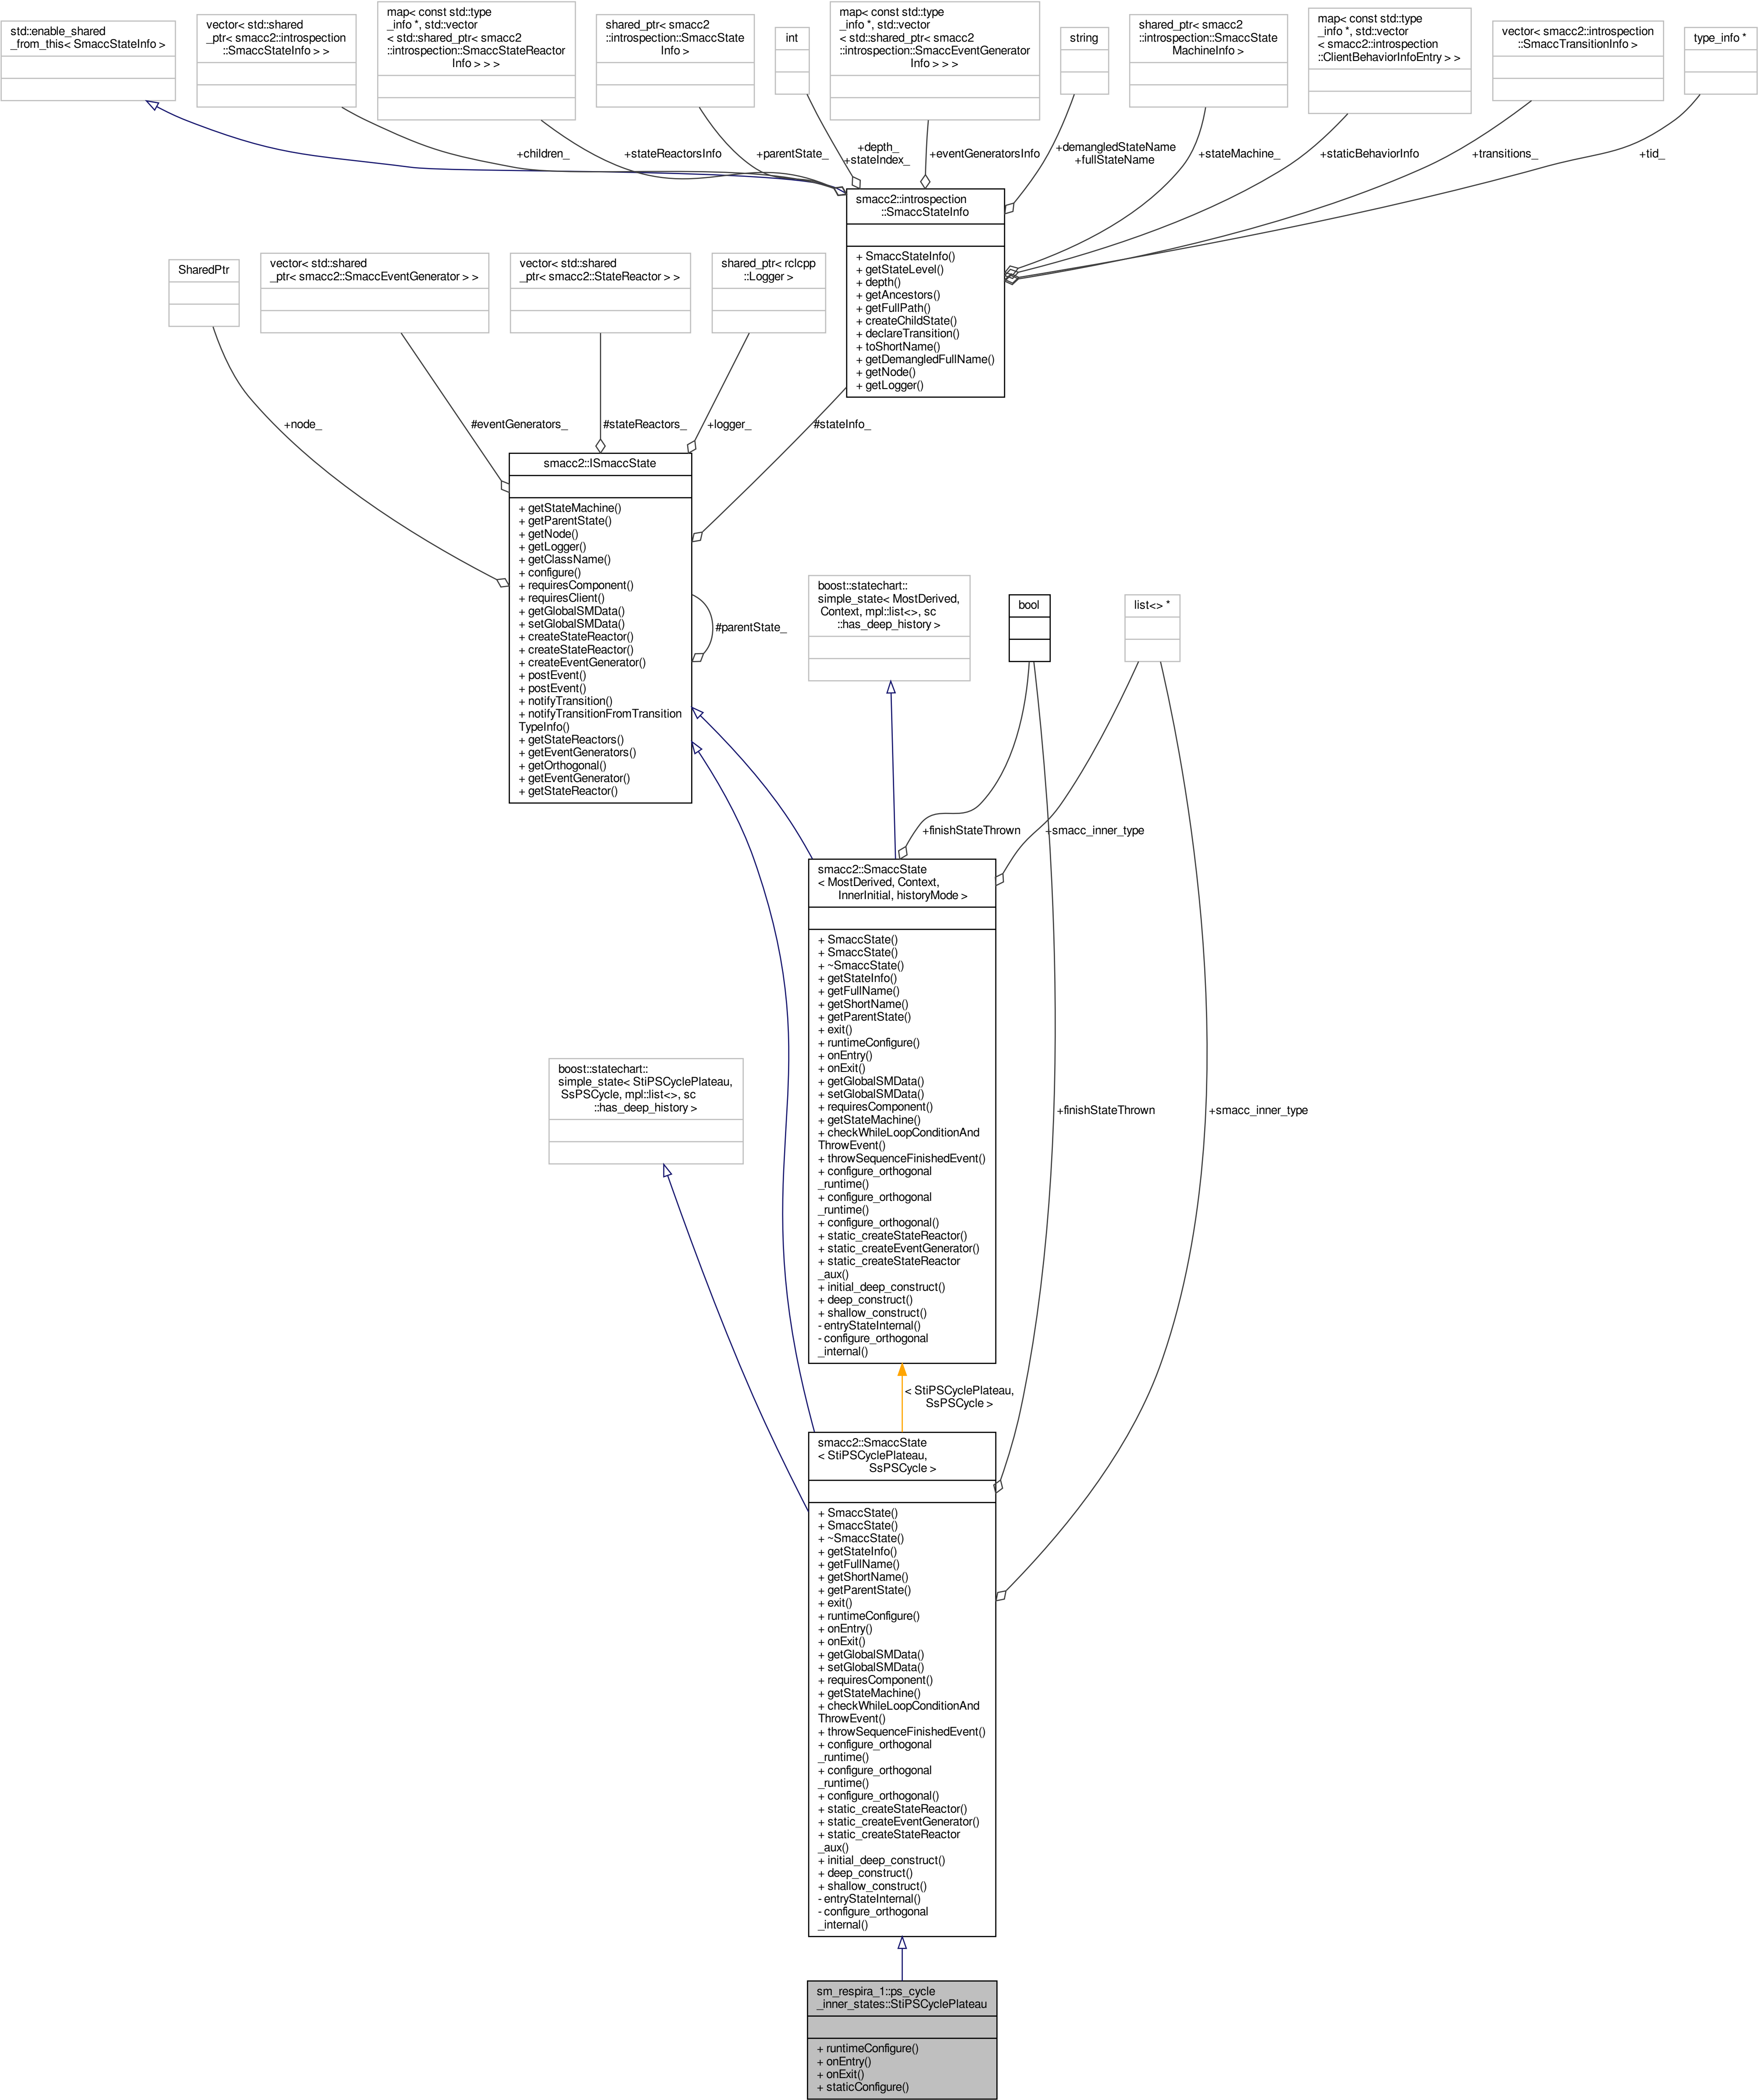 std::enable_shared
_from_this< SmaccStateInfo >
vector< std::shared
_ptr< smacc2::introspection
::SmaccStateInfo > >
map< const std::type
_info *, std::vector
< std::shared_ptr< smacc2
::introspection::SmaccStateReactor
Info > > >
shared_ptr< smacc2
::introspection::SmaccState
Info >
int
map< const std::type
_info *, std::vector
< std::shared_ptr< smacc2
::introspection::SmaccEventGenerator
Info > > >
string
shared_ptr< smacc2
::introspection::SmaccState
MachineInfo >
map< const std::type
_info *, std::vector
< smacc2::introspection
::ClientBehaviorInfoEntry > >
vector< smacc2::introspection
::SmaccTransitionInfo >
type_info *
+children_
+stateReactorsInfo
+parentState_
+depth_
+stateIndex_
+eventGeneratorsInfo
+demangledStateName
+fullStateName
+stateMachine_
+staticBehaviorInfo
+transitions_
+tid_
smacc2::introspection
::SmaccStateInfo
+ SmaccStateInfo()
+ getStateLevel()
+ depth()
+ getAncestors()
+ getFullPath()
+ createChildState()
+ declareTransition()
+ toShortName()
+ getDemangledFullName()
+ getNode()
+ getLogger()
SharedPtr
vector< std::shared
_ptr< smacc2::SmaccEventGenerator > >
vector< std::shared
_ptr< smacc2::StateReactor > >
shared_ptr< rclcpp
::Logger >
+node_
#eventGenerators_
#stateReactors_
+logger_
#stateInfo_
smacc2::ISmaccState
+ getStateMachine()
+ getParentState()
+ getNode()
+ getLogger()
+ getClassName()
+ configure()
+ requiresComponent()
+ requiresClient()
+ getGlobalSMData()
+ setGlobalSMData()
+ createStateReactor()
+ createStateReactor()
+ createEventGenerator()
+ postEvent()
+ postEvent()
+ notifyTransition()
+ notifyTransitionFromTransition
TypeInfo()
+ getStateReactors()
+ getEventGenerators()
+ getOrthogonal()
+ getEventGenerator()
+ getStateReactor()
#parentState_
boost::statechart::
simple_state< MostDerived,
Context, mpl::list<>, sc
::has_deep_history >
bool
list<> *
+finishStateThrown
+smacc_inner_type
smacc2::SmaccState
< MostDerived, Context,
InnerInitial, historyMode >
+ SmaccState()
+ SmaccState()
+ ~SmaccState()
+ getStateInfo()
+ getFullName()
+ getShortName()
+ getParentState()
+ exit()
+ runtimeConfigure()
+ onEntry()
+ onExit()
+ getGlobalSMData()
+ setGlobalSMData()
+ requiresComponent()
+ getStateMachine()
+ checkWhileLoopConditionAnd
ThrowEvent()
+ throwSequenceFinishedEvent()
+ configure_orthogonal
_runtime()
+ configure_orthogonal
_runtime()
+ configure_orthogonal()
+ static_createStateReactor()
+ static_createEventGenerator()
+ static_createStateReactor
_aux()
+ initial_deep_construct()
+ deep_construct()
+ shallow_construct()
- entryStateInternal()
- configure_orthogonal
_internal()
boost::statechart::
simple_state< StiPSCyclePlateau,
SsPSCycle, mpl::list<>, sc
::has_deep_history >
+finishStateThrown
+smacc_inner_type
< StiPSCyclePlateau,
SsPSCycle >
smacc2::SmaccState
< StiPSCyclePlateau,
SsPSCycle >
+ SmaccState()
+ SmaccState()
+ ~SmaccState()
+ getStateInfo()
+ getFullName()
+ getShortName()
+ getParentState()
+ exit()
+ runtimeConfigure()
+ onEntry()
+ onExit()
+ getGlobalSMData()
+ setGlobalSMData()
+ requiresComponent()
+ getStateMachine()
+ checkWhileLoopConditionAnd
ThrowEvent()
+ throwSequenceFinishedEvent()
+ configure_orthogonal
_runtime()
+ configure_orthogonal
_runtime()
+ configure_orthogonal()
+ static_createStateReactor()
+ static_createEventGenerator()
+ static_createStateReactor
_aux()
+ initial_deep_construct()
+ deep_construct()
+ shallow_construct()
- entryStateInternal()
- configure_orthogonal
_internal()
sm_respira_1::ps_cycle
_inner_states::StiPSCyclePlateau
+ runtimeConfigure()
+ onEntry()
+ onExit()
+ staticConfigure()